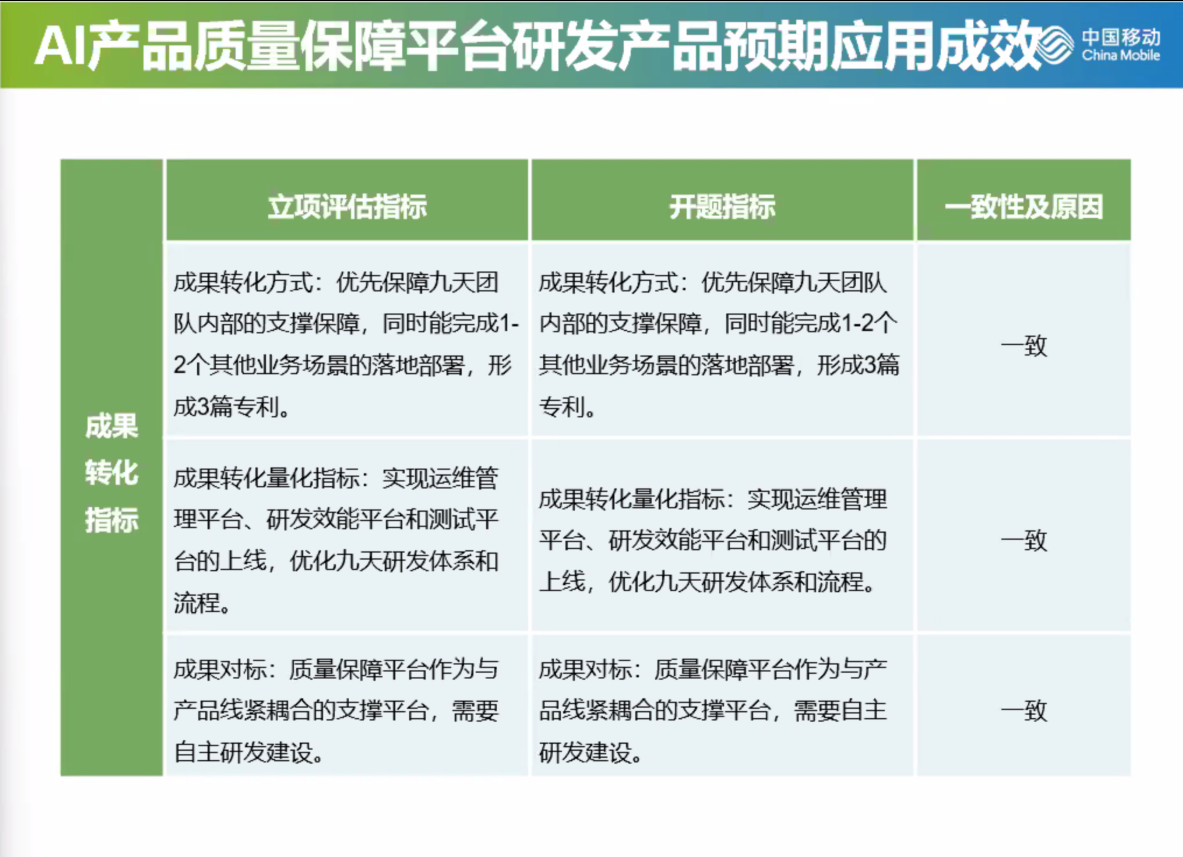 AI产品质量保障平台研发产品预期应用成效
中国移动
China Mobile
立项评估指标
开题指标
一致性及原因
成果
转化
指标
成果转化方式：优先保障九天团
队内部的支撑保障，同时能完成1-
2个其他业务场景的落地部署，形
成3篇专利。
成果转化方式：优先保障九天团队
内部的支撑保障，同时能完成1-2个
其他业务场景的落地部署，形成3篇
专利。
一致
成果转化量化指标：实现运维管
理平台、研发效能平台和测试平
台的上线，优化九天研发体系和
流程。
成果转化量化指标：实现运维管理
平台、研发效能平台和测试平台的
上线，优化九天研发体系和流程。
一致
成果对标：质量保障平台作为与
产品线紧耦合的支撑平台，需要
自主研发建设。
成果对标：质量保障平台作为与产
品线紧耦合的支撑平台，需要自主
研发建设。
一致